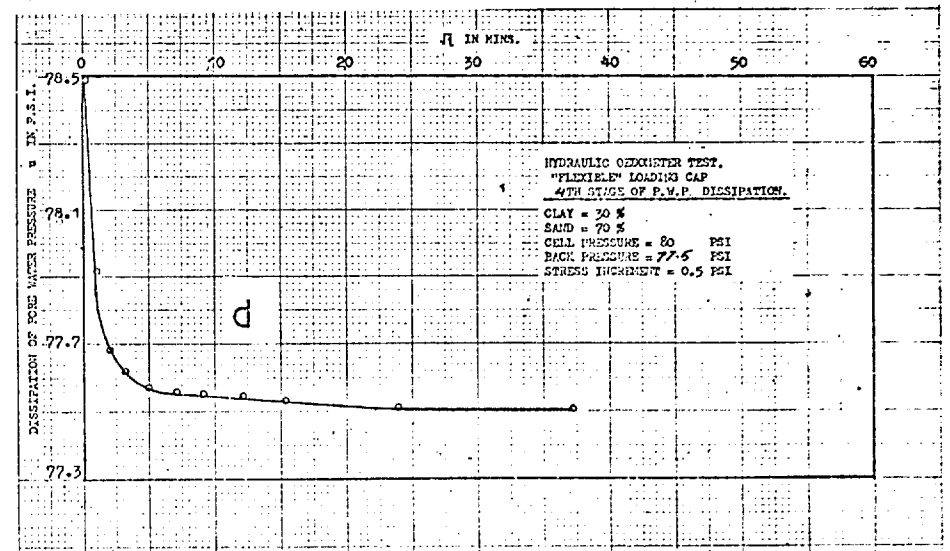 √t IN MINS.
0 10 20 30 40 50 60
78.5
78.1
77.7
77.3
DISSIPATION OF PORE WATER PRESSURE u IN P.S.I.
HYDRAULIC OEDOMETER TEST.
"FLEXIBLE" LOADING CAP
4TH STAGE OF P.W.P. DISSIPATION.
CLAY = 30 %
SAND = 70 %
CELL PRESSURE = 80 PSI
BACK PRESSURE = 77.5 PSI
STRESS INCREMENT = 0.5 PSI
d